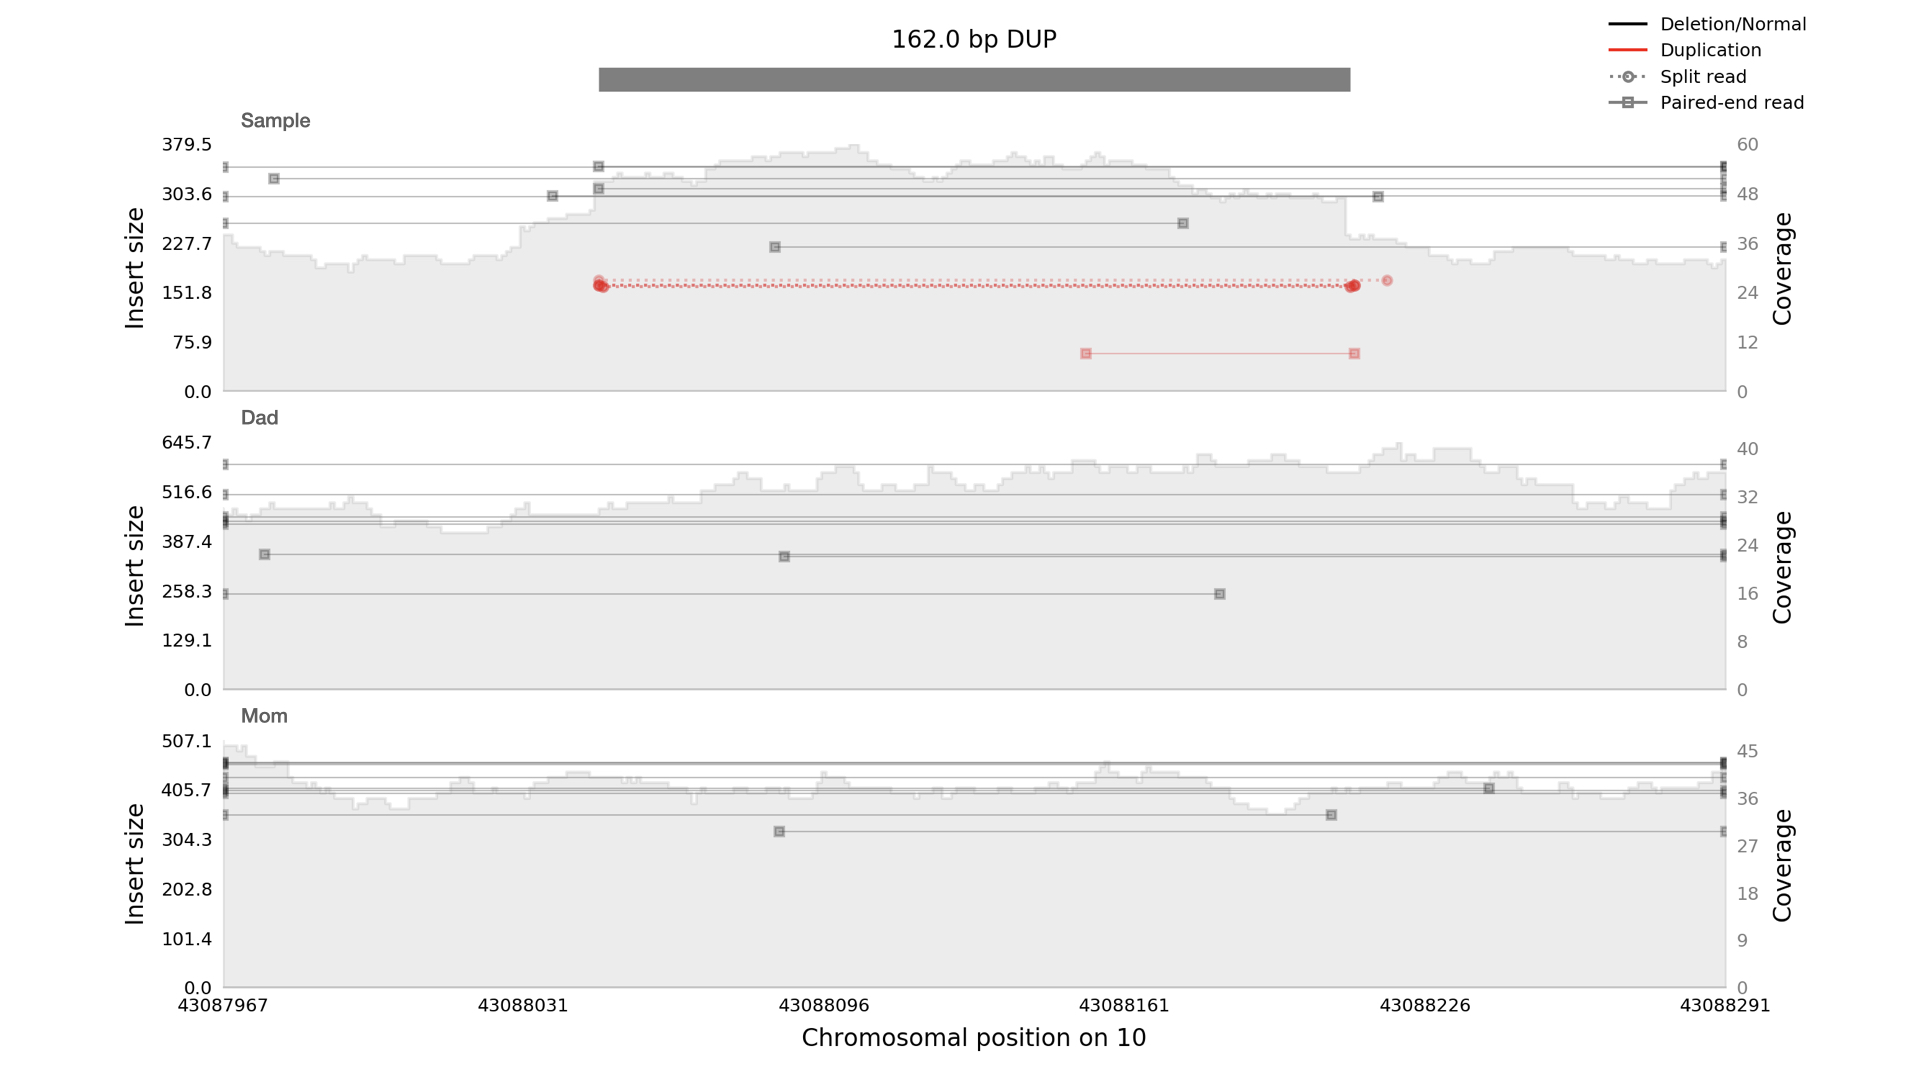 162.0 bp DUP
Deletion/Normal
Duplication
Split read
Paired-end read
Sample
379.5
303.6
227.7
151.8
75.9
0.0
Insert size
60
48
36
24
12
0
Coverage
Dad
645.7
516.6
387.4
258.3
129.1
0.0
Insert size
40
32
24
16
8
0
Coverage
Mom
507.1
405.7
304.3
202.8
101.4
0.0
Insert size
45
36
27
18
9
0
Coverage
43087967 43088031 43088096 43088161 43088226 43088291
Chromosomal position on 10